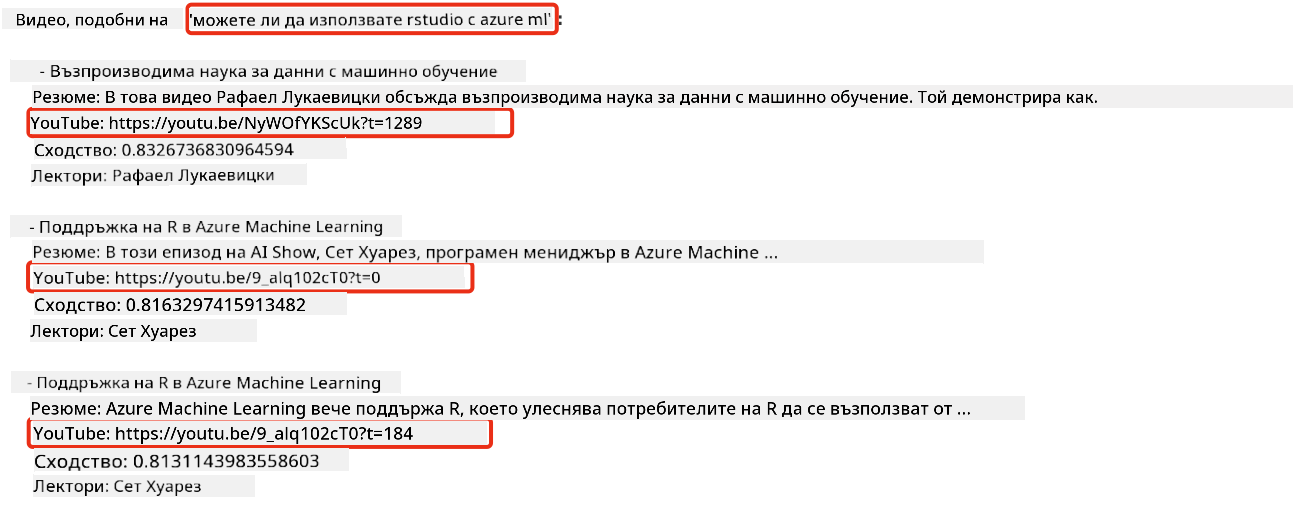 Видео, подобни на 'можете ли да използвате rstudio с azure ml':
- Възпроизводима наука за данни с машинно обучение
Резюме: В това видео Рафаел Лукаевицки обсъжда възпроизводима наука за данни с машинно обучение. Той демонстрира как.
YouTube: https://youtu.be/NyWOfYKScUk?t=1289
Сходство: 0.8326736830964594
Лектори: Рафаел Лукаевицки
- Поддръжка на R в Azure Machine Learning
Резюме: В този епизод на AI Show, Сет Хуарез, програмен мениджър в Azure Machine ...
YouTube: https://youtu.be/9_alq102cT0?t=0
Сходство: 0.8163297415913482
Лектори: Сет Хуарез
- Поддръжка на R в Azure Machine Learning
Резюме: Azure Machine Learning вече поддържа R, което улеснява потребителите на R да се възползват от ...
YouTube: https://youtu.be/9_alq102cT0?t=184
Сходство: 0.8131143983558603
Лектори: Сет Хуарез